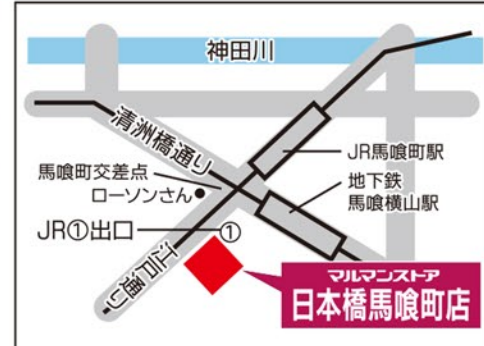 神田川
清洲橋通り
JR馬喰町駅
馬喰町交差点
地下鉄
馬喰横山駅
ローソンさん
JR①出口
①
江戸通り
マルマンストア
日本橋馬喰町店